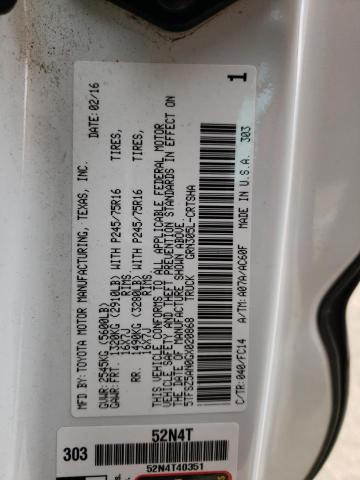 MFD. BY: TOYOTA MOTOR MANUFACTURING, TEXAS, INC. DATE: 02/16
GVWR: 2545KG (5600LB)
GAWR: FRT. 1320KG (2910LB) WITH P245/75R16 TIRES,
16X7J RIMS
RR. 1490KG (3280LB) WITH P245/75R16 TIRES,
16X7J RIMS
THIS VEHICLE CONFORMS TO ALL APPLICABLE FEDERAL MOTOR
VEHICLE SAFETY AND THEFT PREVENTION STANDARDS IN EFFECT ON
THE DATE OF MANUFACTURE SHOWN ABOVE.
5TFSZ5AN0GX020868 TRUCK GRN305L-CRTSHA
C/TR: 040/FC14 A/TM: A07A/AC60F MADE IN U.S.A. 303
1
303
52N4T
52N4T40351